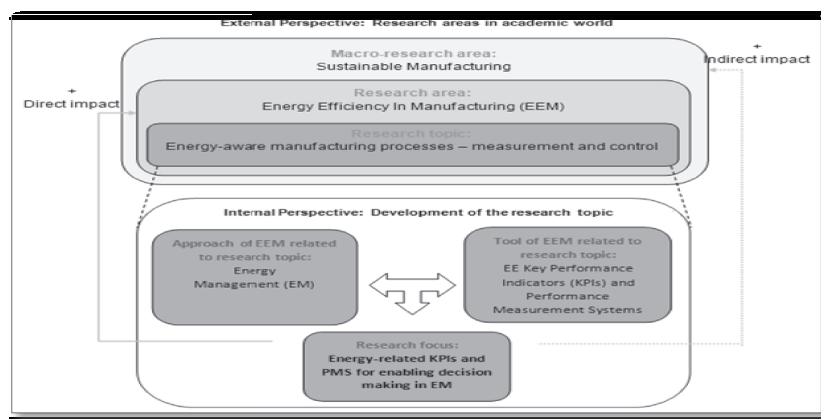 External Perspective: Research areas in academic world
Macro-research area:
Sustainable Manufacturing
+
Indirect impact
Research area:
Energy Efficiency In Manufacturing (EEM)
+
Direct impact
Research topic:
Energy-aware manufacturing processes – measurement and control
Internal Perspective: Development of the research topic
Approach of EEM related
to research topic:
Energy
Management (EM)
Tool of EEM related to
research topic:
EE Key Performance
Indicators (KPIs) and
Performance
Measurement Systems
Research focus:
Energy-related KPIs and
PMS for enabling decision
making in EM